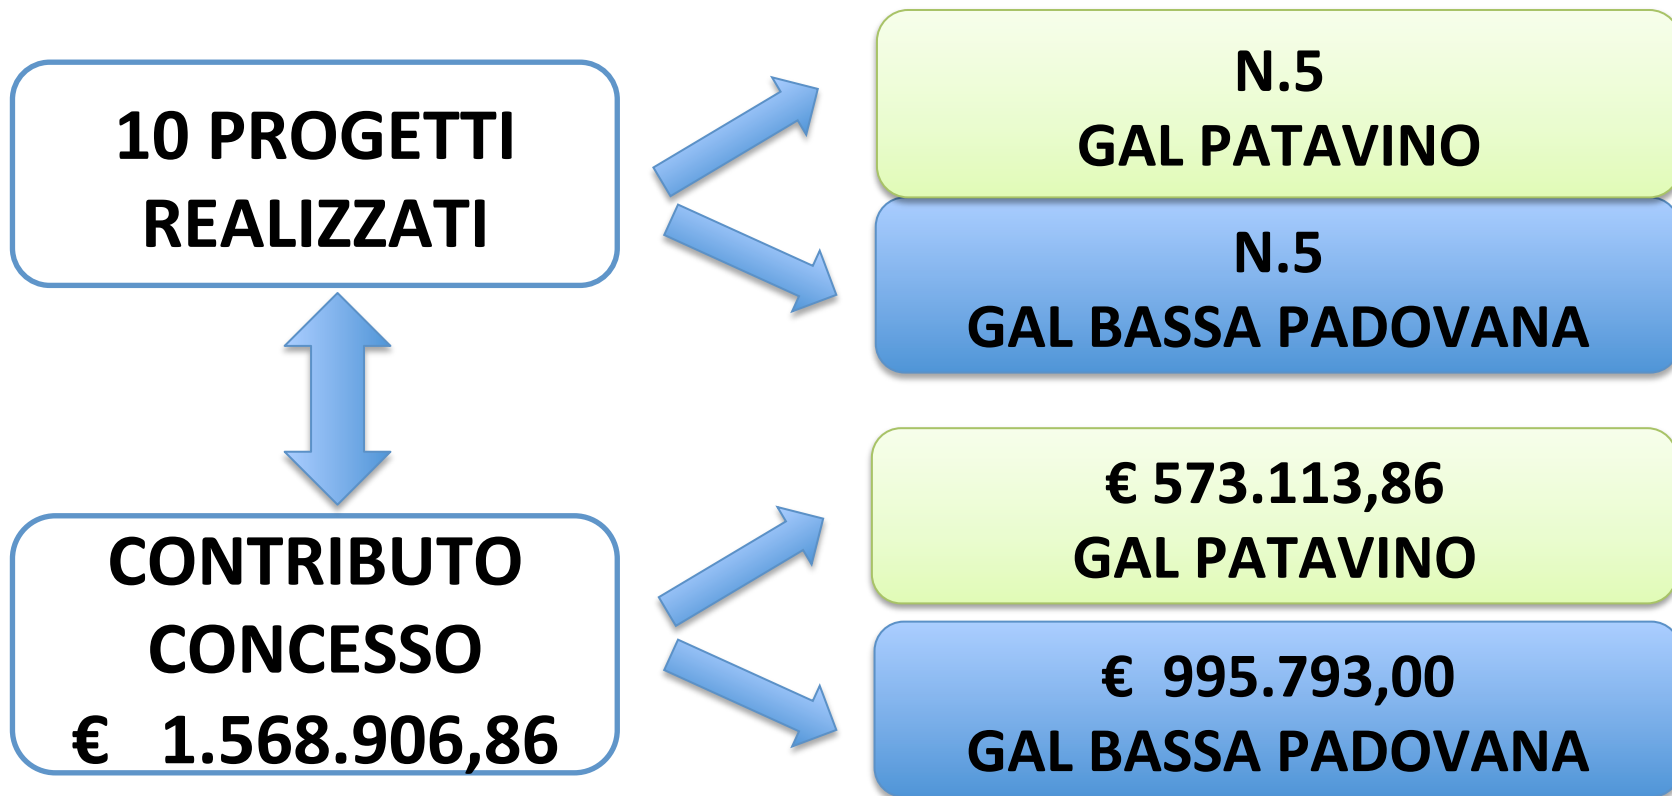 10 PROGETTI
REALIZZATI
N.5
GAL PATAVINO
N.5
GAL BASSA PADOVANA
CONTRIBUTO
CONCESSO
€ 1.568.906,86
€ 573.113,86
GAL PATAVINO
€ 995.793,00
GAL BASSA PADOVANA